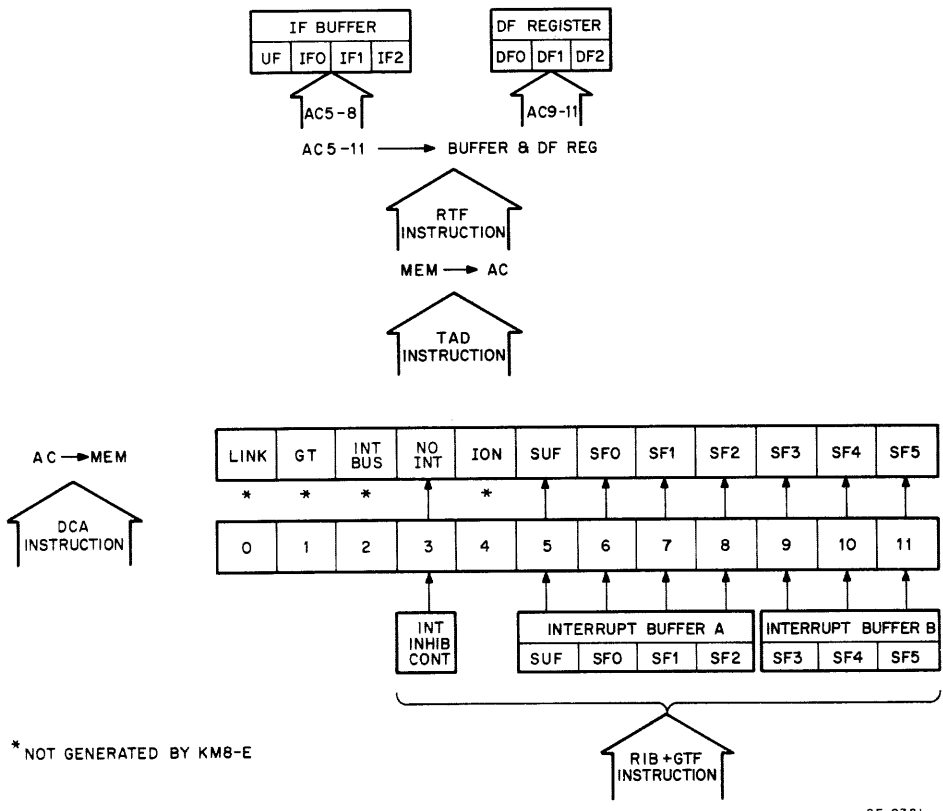 IF BUFFER
UF IF0 IF1 IF2
DF REGISTER
DF0 DF1 DF2
AC5-8
AC9-11
AC5-11 → BUFFER & DF REG
RTF
INSTRUCTION
MEM → AC
TAD
INSTRUCTION
AC → MEM
DCA
INSTRUCTION
LINK GT INT BUS NO INT ION SUF SF0 SF1 SF2 SF3 SF4 SF5
* * * *
0 1 2 3 4 5 6 7 8 9 10 11
INT
INHIB
CONT
INTERRUPT BUFFER A
SUF SF0 SF1 SF2
INTERRUPT BUFFER B
SF3 SF4 SF5
* NOT GENERATED BY KM8-E
RIB+GTF
INSTRUCTION